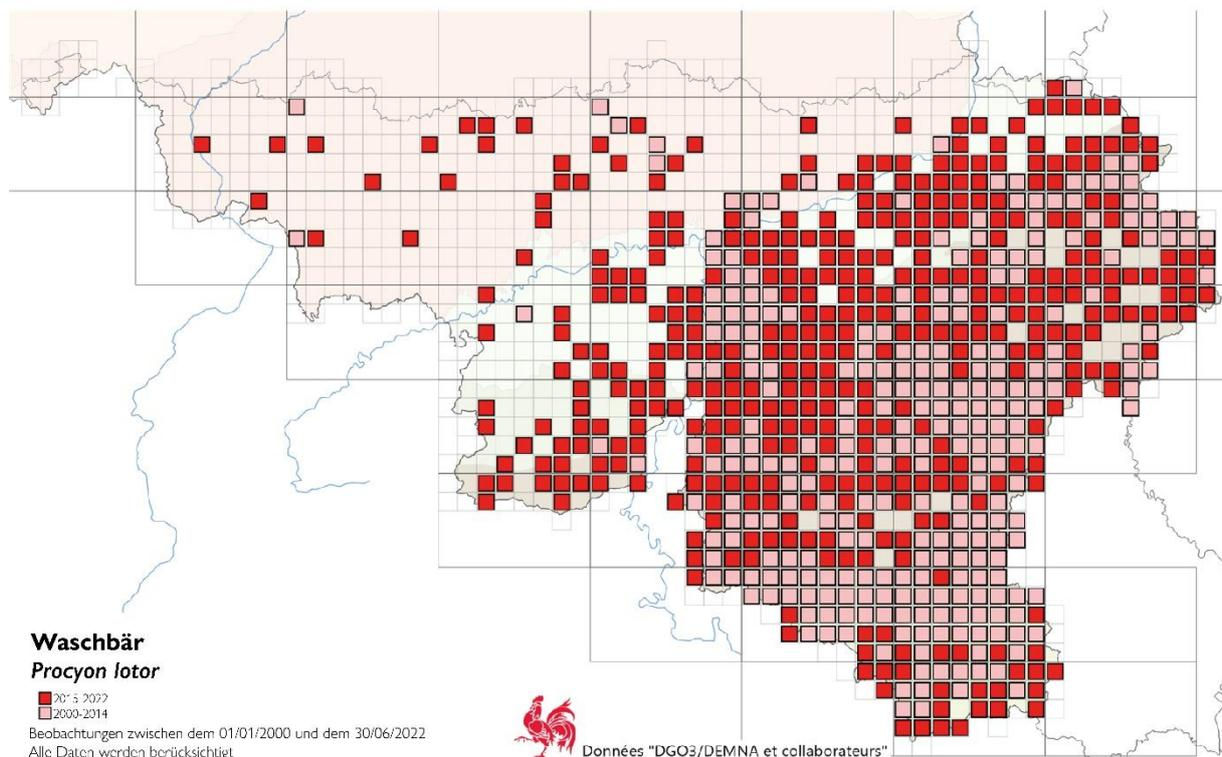 Waschbär
Procyon lotor
2015-2022
2000-2014
Beobachtungen zwischen dem 01/01/2000 und dem 30/06/2022
Alle Daten werden berücksichtigt
Données "DGO3/DEMNA et collaborateurs"